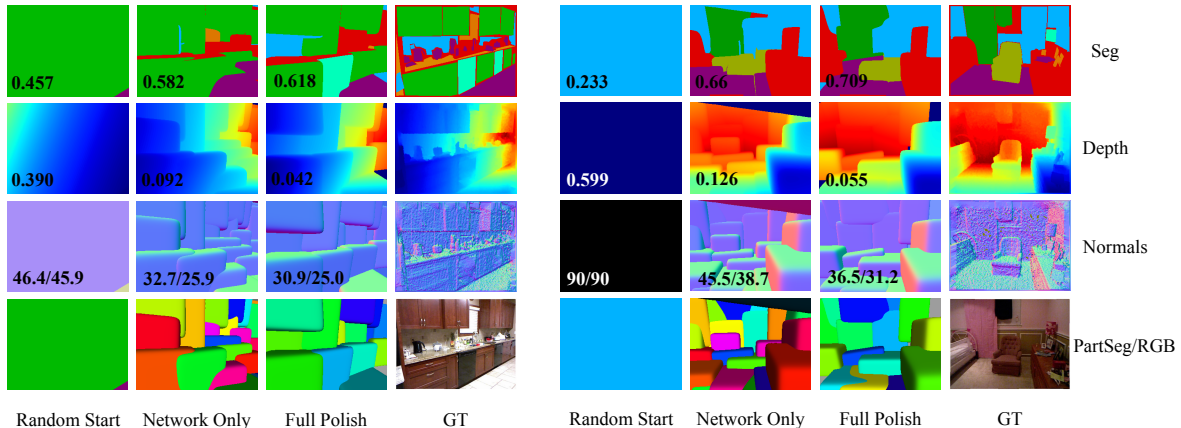 0.457 0.582 0.618 0.233 0.66 0.709 Seg
0.390 0.092 0.042 0.599 0.126 0.055 Depth
46.4/45.9 32.7/25.9 30.9/25.0 90/90 45.5/38.7 36.5/31.2 Normals
PartSeg/RGB
Random Start Network Only Full Polish GT Random Start Network Only Full Polish GT